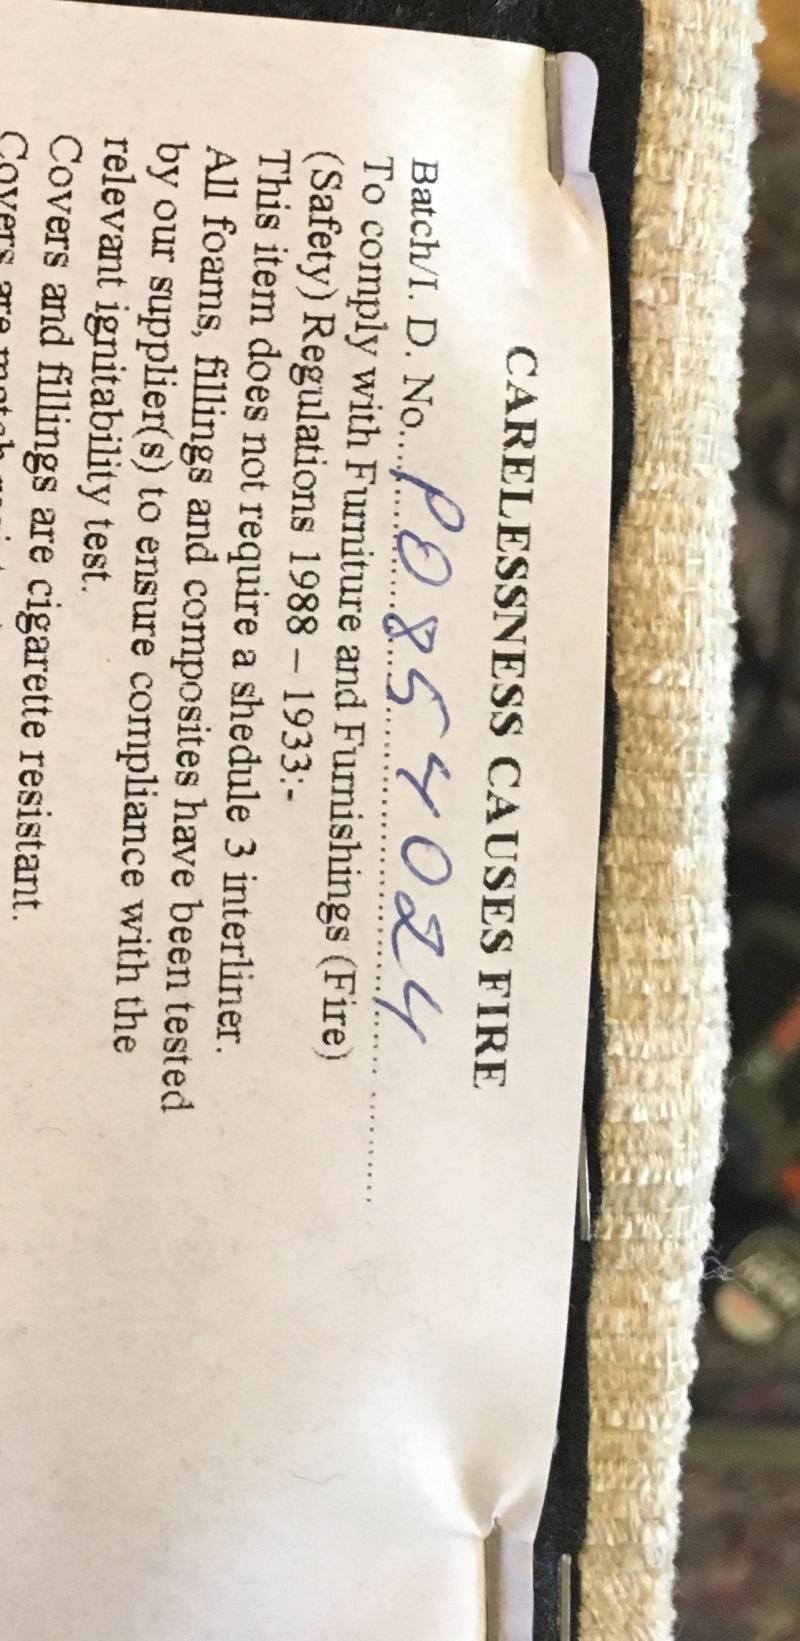 CARELESSNESS CAUSES FIRE
Batch/I. D. No....P0854024..........
To comply with Furniture and Furnishings (Fire)
(Safety) Regulations 1988 – 1933:-
This item does not require a shedule 3 interliner.
All foams, fillings and composites have been tested
by our supplier(s) to ensure compliance with the
relevant ignitability test.
Covers and fillings are cigarette resistant.
Covers are match